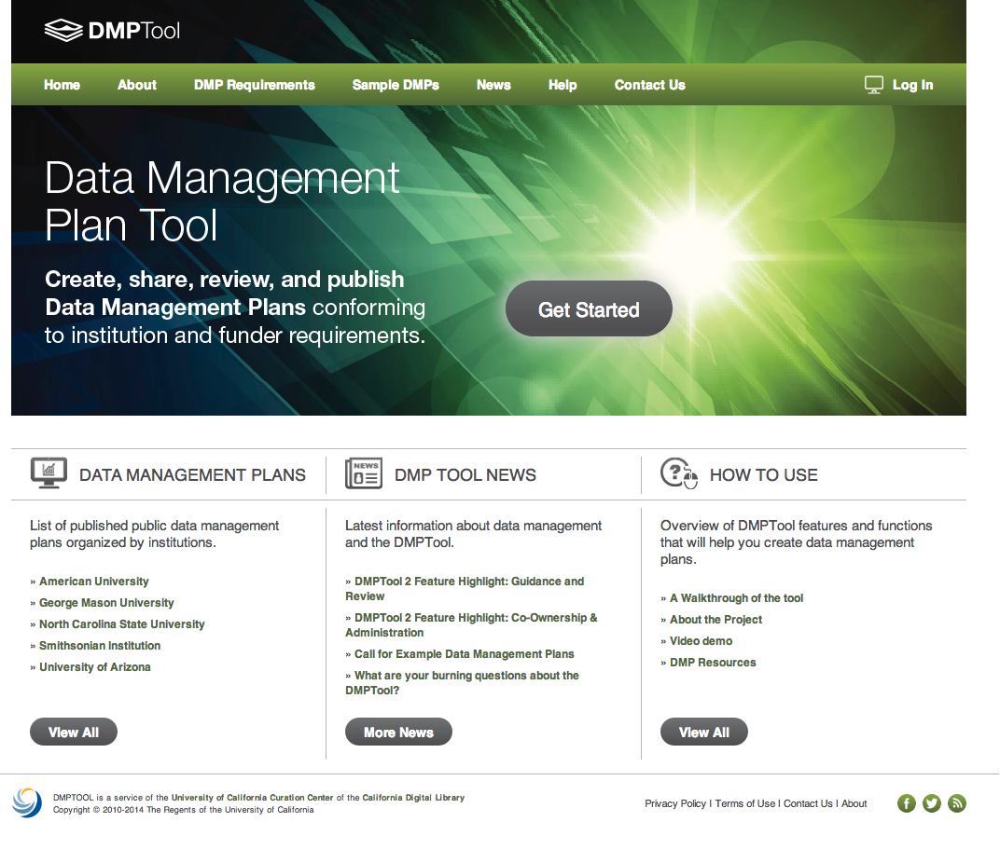 DMPTool
Home About DMP Requirements Sample DMPs News Help Contact Us Log In
Data Management
Plan Tool
Create, share, review, and publish
Data Management Plans conforming
to institution and funder requirements.
Get Started
DATA MANAGEMENT PLANS
List of published public data management
plans organized by institutions.
» American University
» George Mason University
» North Carolina State University
» Smithsonian Institution
» University of Arizona
View All
NEWS
DMP TOOL NEWS
Latest information about data management
and the DMPTool.
» DMPTool 2 Feature Highlight: Guidance and
Review
» DMPTool 2 Feature Highlight: Co-Ownership &
Administration
» Call for Example Data Management Plans
» What are your burning questions about the
DMPTool?
More News
?
HOW TO USE
Overview of DMPTool features and functions
that will help you create data management
plans.
» A Walkthrough of the tool
» About the Project
» Video demo
» DMP Resources
View All
DMPTOOL is a service of the University of California Curation Center of the California Digital Library
Copyright © 2010-2014 The Regents of the University of California
Privacy Policy | Terms of Use | Contact Us | About